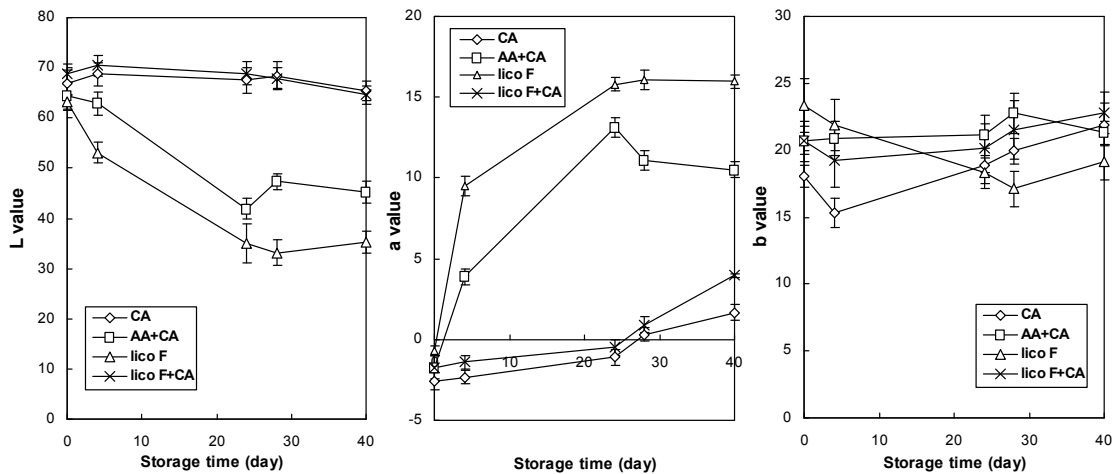 80
70
60
50
40
30
20
10
0
L value
CA
AA+CA
lico F
lico F+CA
0 10 20 30 40
Storage time (day)
20
15
10
5
0
-5
a value
CA
AA+CA
lico F
lico F+CA
0 10 20 30 40
Storage time (day)
30
25
20
15
10
5
0
b value
CA
AA+CA
lico F
lico F+CA
0 10 20 30 40
Storage time (day)